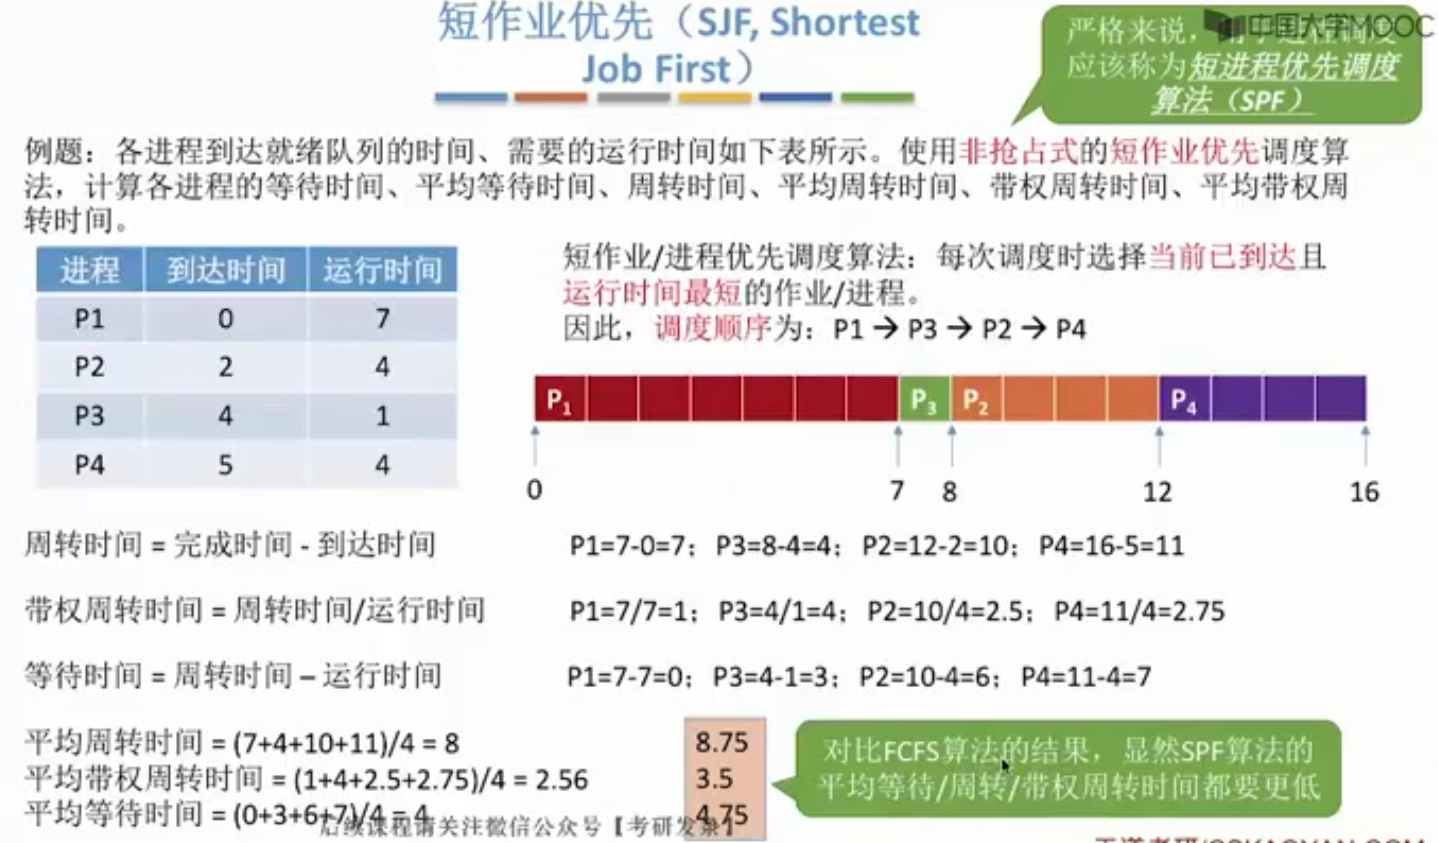 短作业优先（SJF, Shortest
Job First）
中国大学MOOC
严格来说，用于进程调度
应该称为短进程优先调度
算法（SPF）
例题：各进程到达就绪队列的时间、需要的运行时间如下表所示。使用非抢占式的短作业优先调度算
法，计算各进程的等待时间、平均等待时间、周转时间、平均周转时间、带权周转时间、平均带权周
转时间。
进程 到达时间 运行时间
P1 0 7
P2 2 4
P3 4 1
P4 5 4
短作业/进程优先调度算法：每次调度时选择当前已到达且
运行时间最短的作业/进程。
因此，调度顺序为：P1 → P3 → P2 → P4
P1 P3 P2 P4
0 7 8 12 16
周转时间 = 完成时间 - 到达时间 P1=7-0=7；P3=8-4=4；P2=12-2=10；P4=16-5=11
带权周转时间 = 周转时间/运行时间 P1=7/7=1；P3=4/1=4；P2=10/4=2.5；P4=11/4=2.75
等待时间 = 周转时间 – 运行时间 P1=7-7=0；P3=4-1=3；P2=10-4=6；P4=11-4=7
平均周转时间 = (7+4+10+11)/4 = 8 8.75
平均带权周转时间 = (1+4+2.5+2.75)/4 = 2.56 3.5
平均等待时间 = (0+3+6+7)/4 = 4 4.75
对比FCFS算法的结果，显然SPF算法的
平均等待/周转/带权周转时间都要更低
后续课程请关注微信公众号【考研发条】